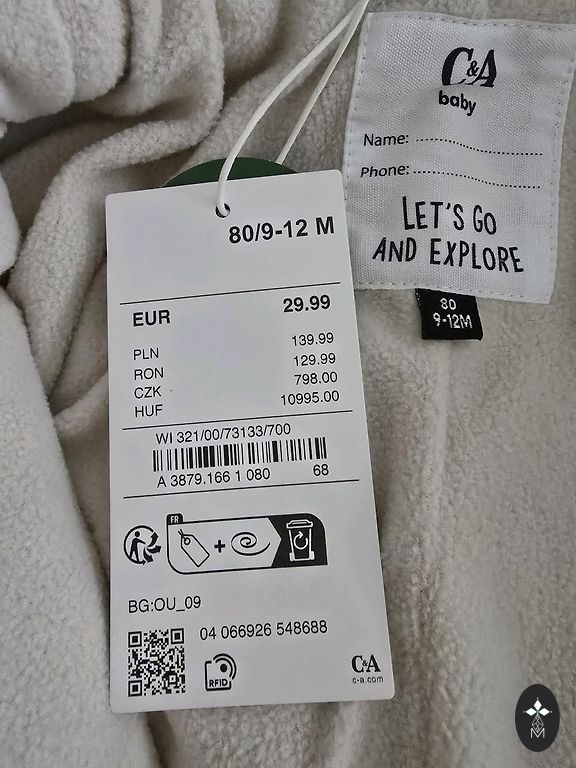 C&A
baby
Name:
Phone:
LET'S GO
AND EXPLORE
80
9-12M
80/9-12 M
EUR 29.99
PLN 139.99
RON 129.99
CZK 798.00
HUF 10995.00
WI 321/00/73133/700
A 3879.166 1 080 68
FR
+
BG:OU_09
04 066926 548688
RFID
C&A
c-a.com
M